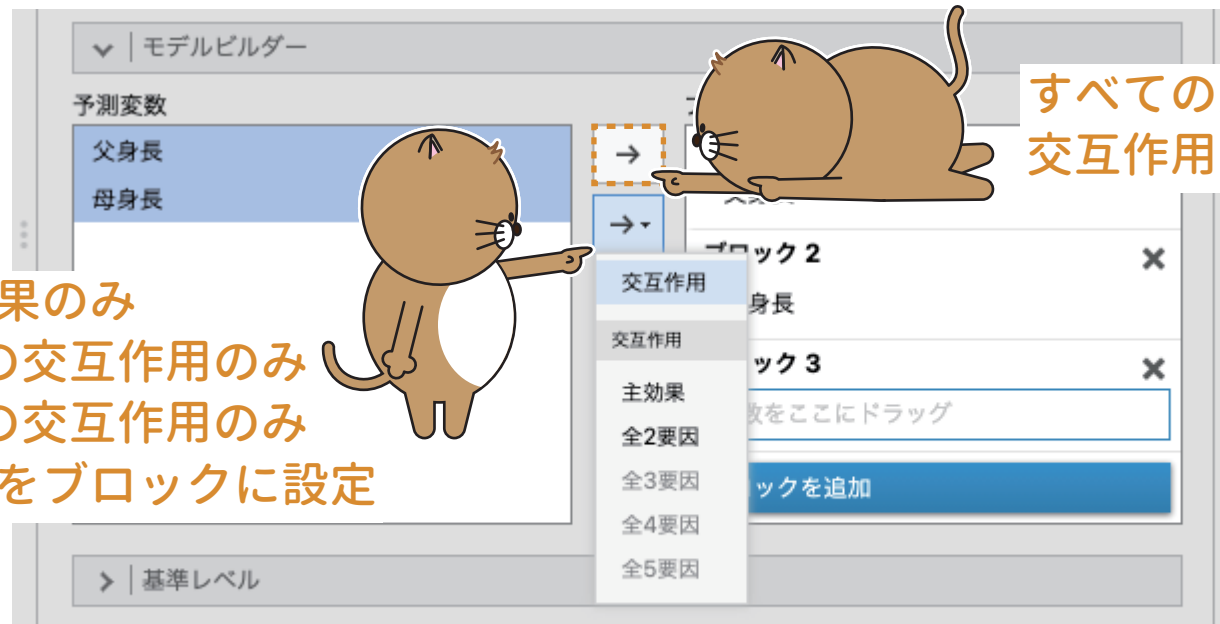 モデルビルダー
予測変数
父身長
母身長
すべての
交互作用
ブロック 2
身長
交互作用
交互作用
ック 3
主効果
全2要因
全3要因
全4要因
全5要因
数をここにドラッグ
ックを追加
果のみ
の交互作用のみ
の交互作用のみ
をブロックに設定
基準レベル